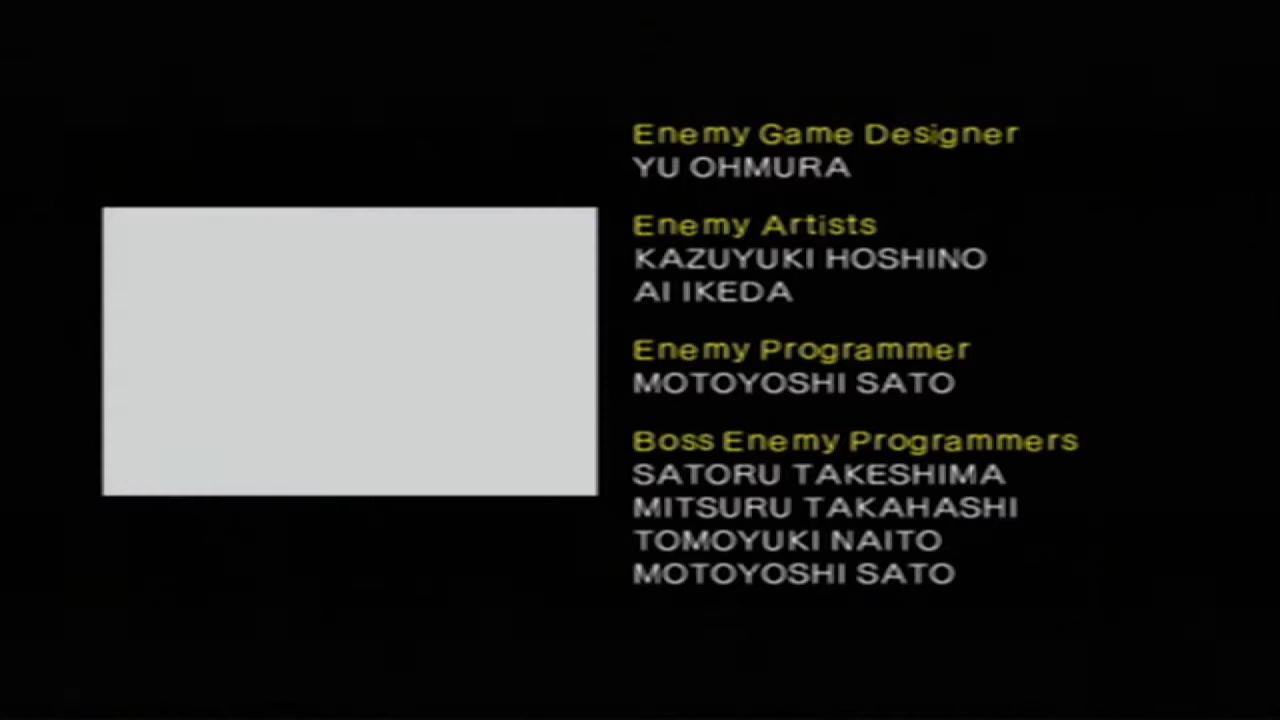 Enemy Game Designer
YU OHMURA
Enemy Artists
KAZUYUKI HOSHINO
AI IKEDA
Enemy Programmer
MOTOYOSHI SATO
Boss Enemy Programmers
SATORU TAKESHIMA
MITSURU TAKAHASHI
TOMOYUKI NAITO
MOTOYOSHI SATO